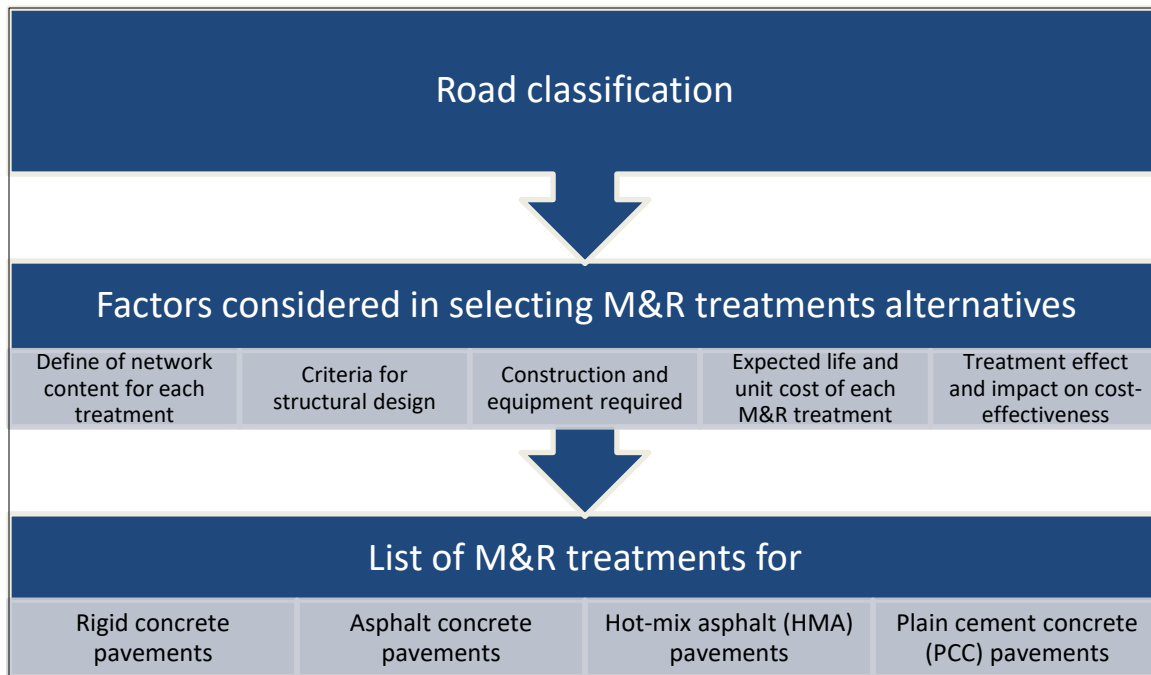 Road classification
Factors considered in selecting M&R treatments alternatives
Define of network
content for each
treatment
Criteria for
structural design
Construction and
equipment required
Expected life and
unit cost of each
M&R treatment
Treatment effect
and impact on cost-
effectiveness
List of M&R treatments for
Rigid concrete
pavements
Asphalt concrete
pavements
Hot-mix asphalt (HMA)
pavements
Plain cement concrete
(PCC) pavements